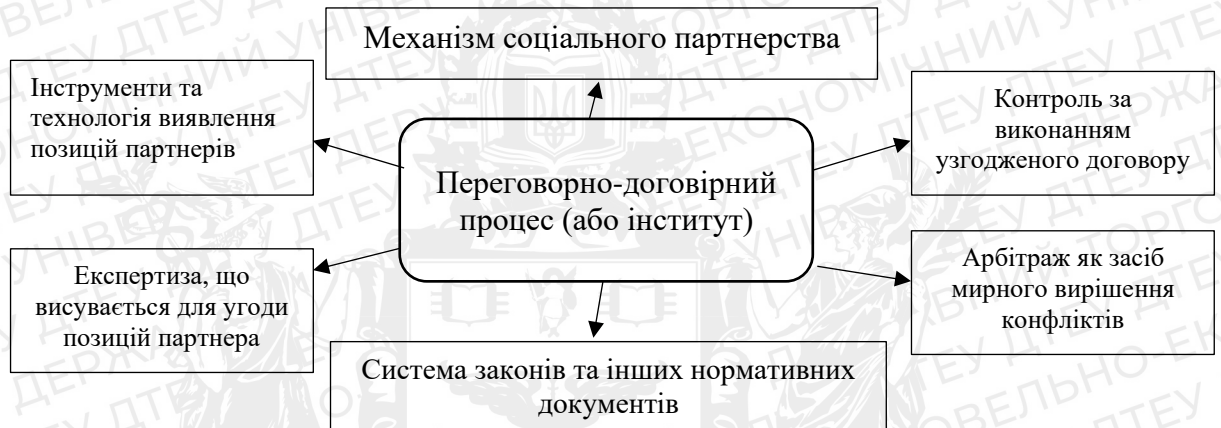 Механізм соціального партнерства
Інструменти та
технологія виявлення
позицій партнерів
Контроль за
виконанням
узгодженого договору
Переговорно-договірний
процес (або інститут)
Експертиза, що
висувається для угоди
позицій партнера
Арбітраж як засіб
мирного вирішення
конфліктів
Система законів та інших нормативних
документів